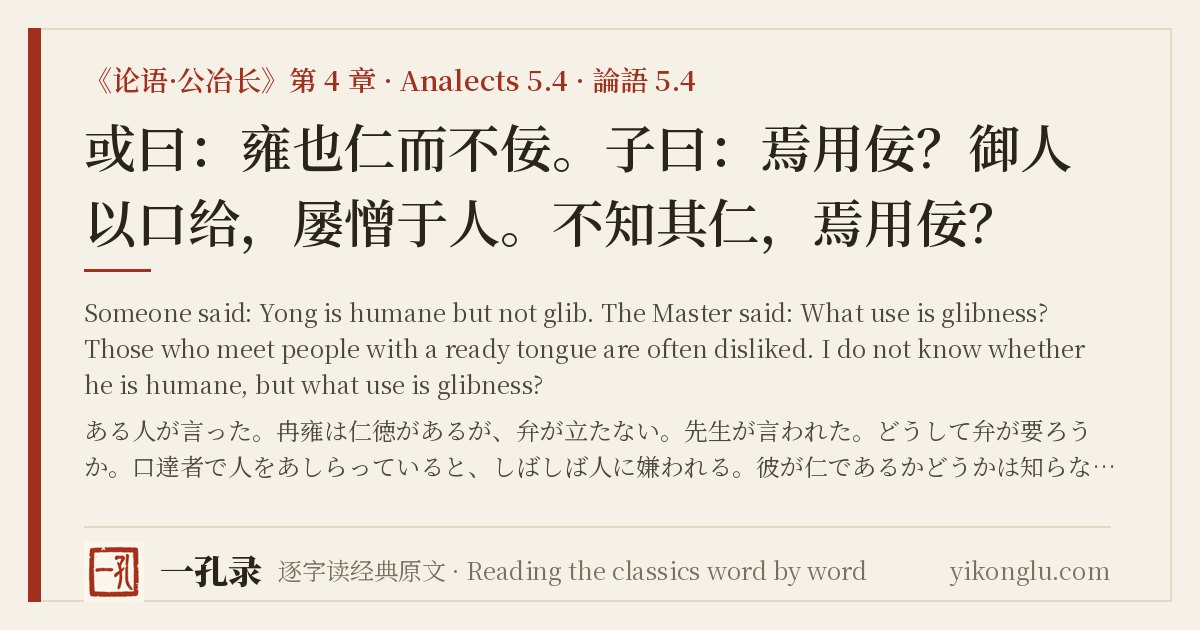 《论语·公冶长》第 4 章 · Analects 5.4 · 論語 5.4
或曰：雍也仁而不佞。子曰：焉用佞？御人
以口给，屡憎于人。不知其仁，焉用佞？
Someone said: Yong is humane but not glib. The Master said: What use is glibness?
Those who meet people with a ready tongue are often disliked. I do not know whether
he is humane, but what use is glibness?
ある人が言った。冉雍は仁徳があるが、弁が立たない。先生が言われた。どうして弁が要ろう
か。口達者で人をあしらっていると、しばしば人に嫌われる。彼が仁であるかどうかは知らな…
一孔
一孔录 逐字读经典原文 · Reading the classics word by word yikonglu.com